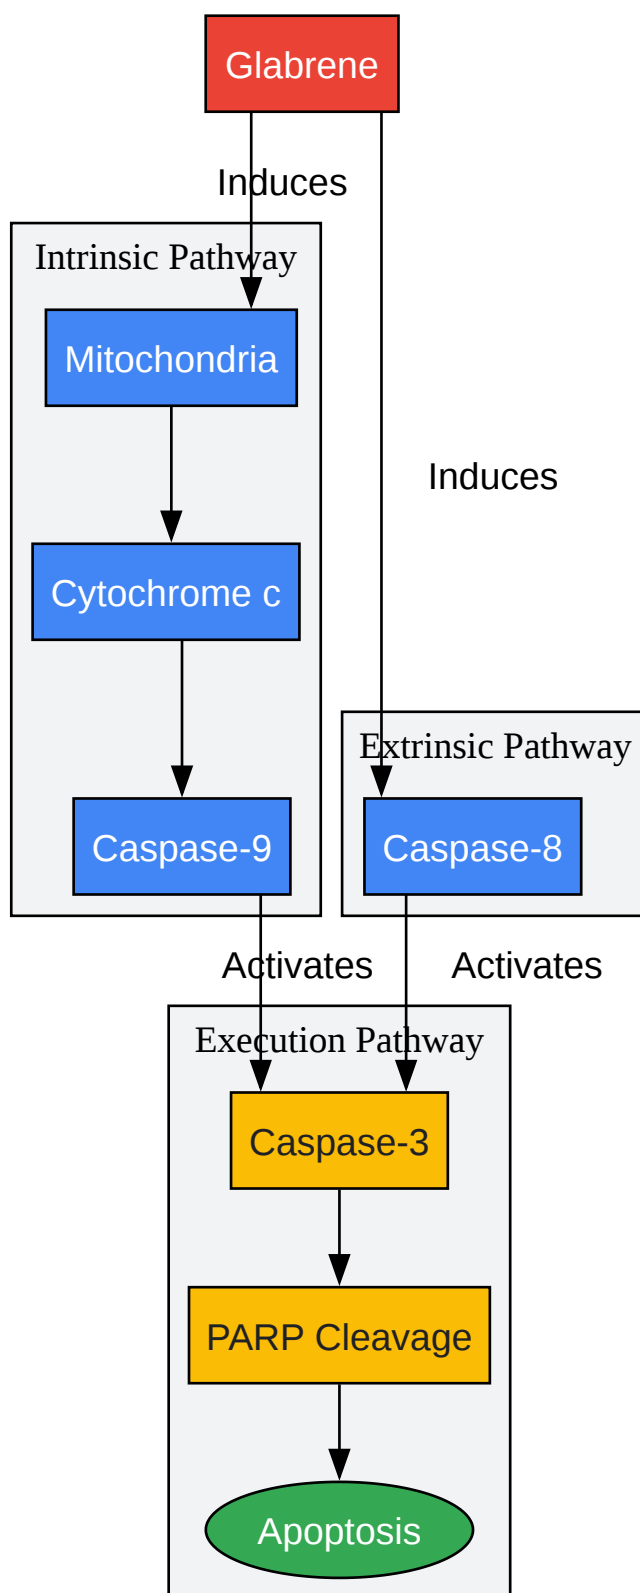 Glabrene
Induces
Intrinsic Pathway
Mitochondria
Induces
Cytochrome c
Extrinsic Pathway
Caspase-9
Caspase-8
Activates
Activates
Execution Pathway
Caspase-3
PARP Cleavage
Apoptosis